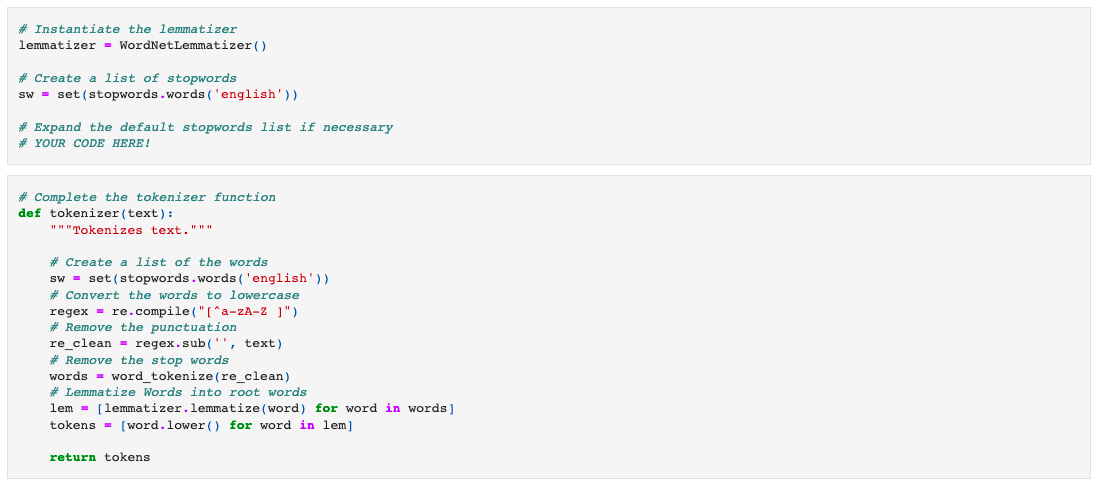 # Instantiate the lemmatizer
lemmatizer = WordNetLemmatizer()
# Create a list of stopwords
sw = set(stopwords.words('english'))
# Expand the default stopwords list if necessary
# YOUR CODE HERE!
# Complete the tokenizer function
def tokenizer(text):
    """Tokenizes text."""
    # Create a list of the words
    sw = set(stopwords.words('english'))
    # Convert the words to lowercase
    regex = re.compile("[^a-zA-Z ]")
    # Remove the punctuation
    re_clean = regex.sub('', text)
    # Remove the stop words
    words = word_tokenize(re_clean)
    # Lemmatize Words into root words
    lem = [lemmatizer.lemmatize(word) for word in words]
    tokens = [word.lower() for word in lem]
    return tokens